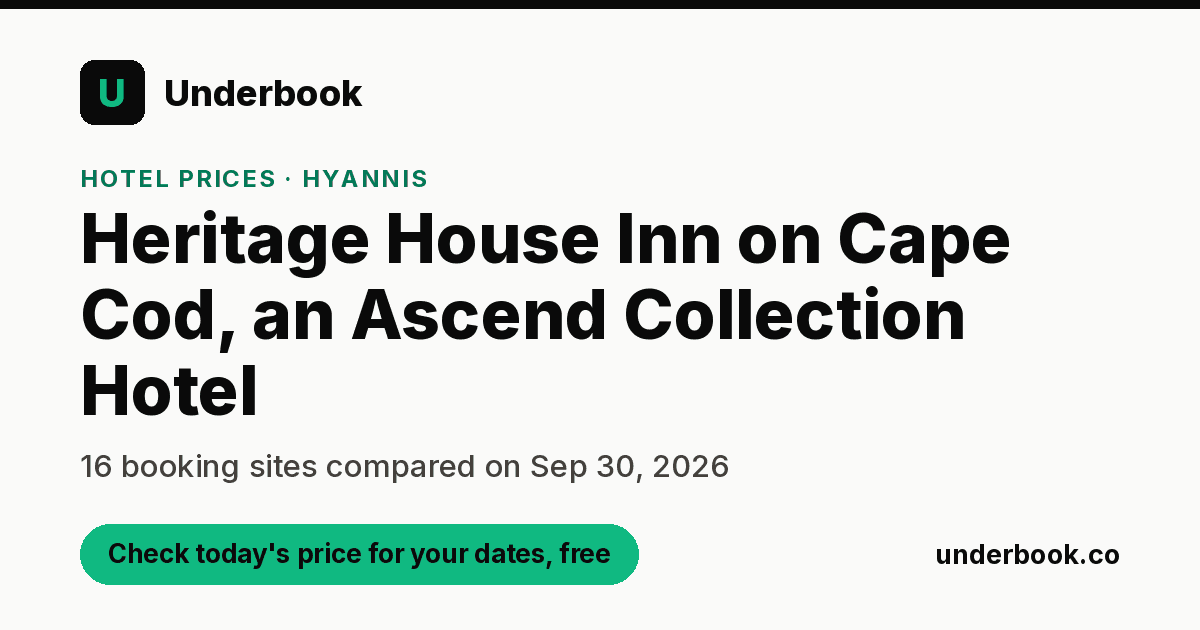 U Underbook
HOTEL PRICES · HYANNIS
Heritage House Inn on Cape
Cod, an Ascend Collection
Hotel
16 booking sites compared on Sep 30, 2026
Check today's price for your dates, free
underbook.co